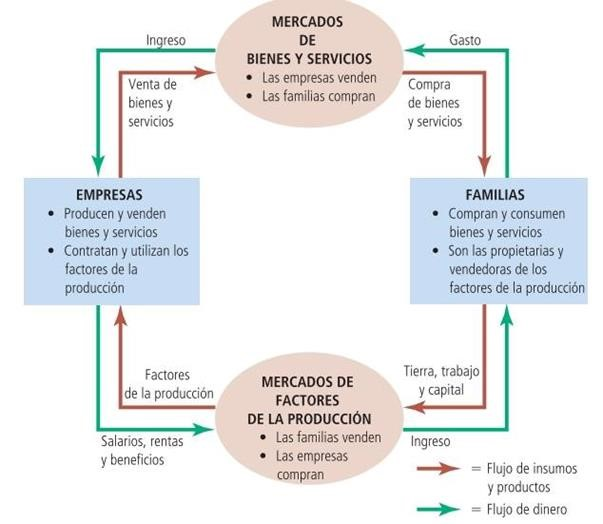 MERCADOS
DE
BIENES Y SERVICIOS
• Las empresas venden
• Las familias compran
Ingreso
Gasto
Venta de
bienes y
servicios
Compra
de bienes
y servicios
EMPRESAS
• Producen y venden
bienes y servicios
• Contratan y utilizan los
factores de la
producción
FAMILIAS
• Compran y consumen
bienes y servicios
• Son las propietarias y
vendedoras de los
factores de la producción
Factores
de la producción
Tierra, trabajo
y capital
MERCADOS DE
FACTORES
DE LA PRODUCCIÓN
• Las familias venden
• Las empresas
compran
Salarios, rentas
y beneficios
Ingreso
= Flujo de insumos
y productos
= Flujo de dinero